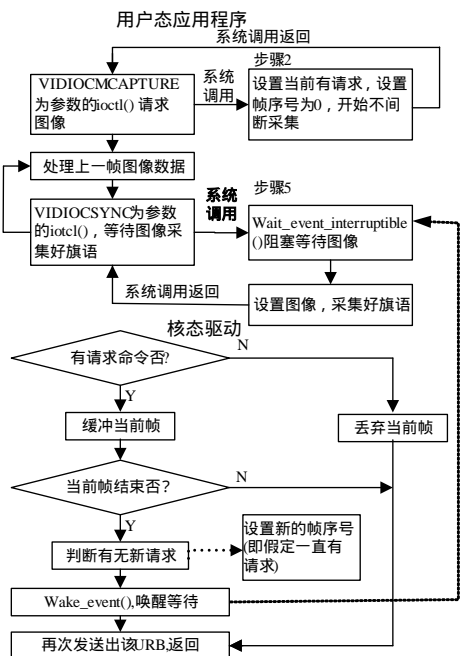 用户态应用程序
系统调用返回
VIDIOCMCAPTURE
为参数的ioctl() 请求
图像
系统
调用
步骤2
设置当前有请求，设置
帧序号为0，开始不间
断采集
处理上一帧图像数据
VIDIOCSYNC为参数
的iotcl()，等待图像采
集好旗语
系统
调用
步骤5
Wait_event_interruptible
()阻塞等待图像
系统调用返回
设置图像，采集好旗语
核态驱动
有请求命令否?
N
Y
缓冲当前帧
丢弃当前帧
当前帧结束否？
N
Y
判断有无新请求
设置新的帧序号
(即假定一直有
请求)
Wake_event(),唤醒等待
再次发送出该URB,返回